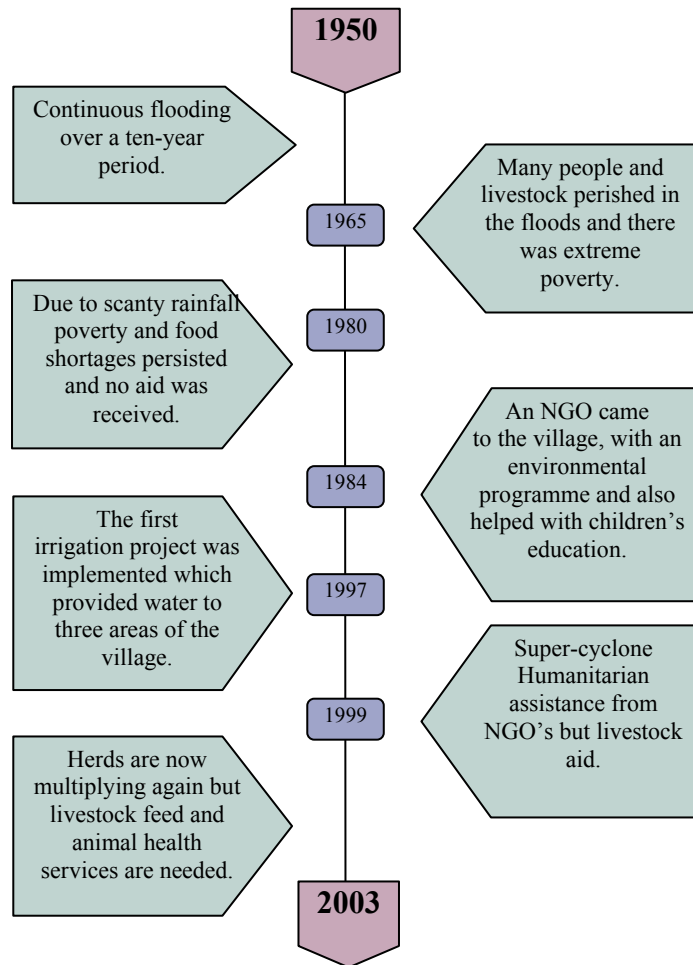 1950
Continuous flooding
over a ten-year
period.
Many people and
livestock perished in
the floods and there
was extreme
poverty.
1965
Due to scanty rainfall
poverty and food
shortages persisted
and no aid was
received.
1980
An NGO came
to the village, with an
environmental
programme and also
helped with children’s
education.
1984
The first
irrigation project was
implemented which
provided water to
three areas of the
village.
1997
Super-cyclone
Humanitarian
assistance from
NGO’s but livestock
aid.
1999
Herds are now
multiplying again but
livestock feed and
animal health
services are needed.
2003